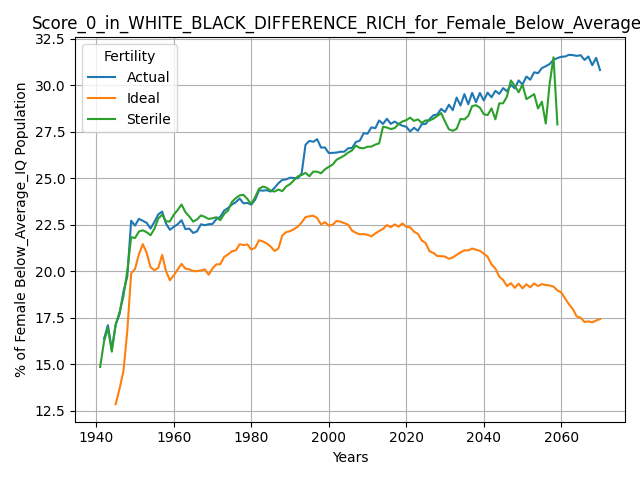 Score_0_in_WHITE_BLACK_DIFFERENCE_RICH_for_Female_Below_Average
32.5
30.0
27.5
25.0
22.5
20.0
17.5
15.0
12.5
% of Female Below_Average_IQ Population
Fertility
Actual
Ideal
Sterile
1940 1960 1980 2000 2020 2040 2060
Years